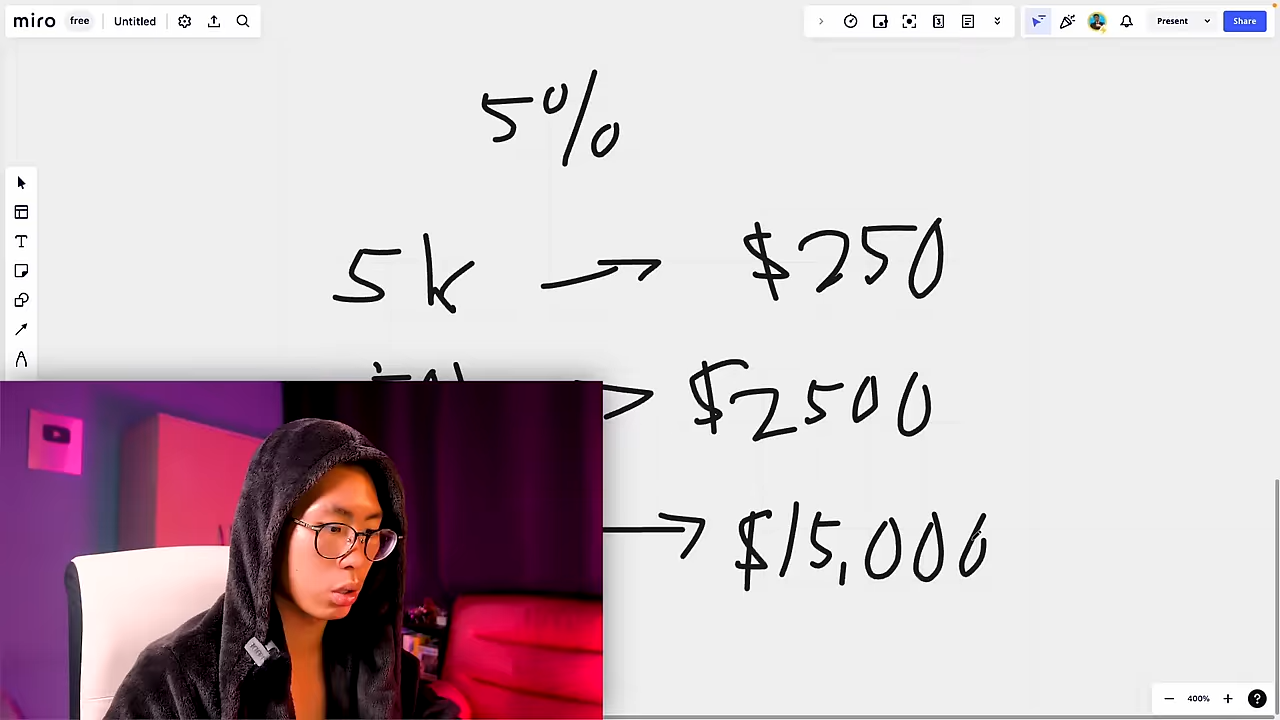 miro free Untitled Present Share
5%
5k → $250
→ $2500
→ $15,000
400%